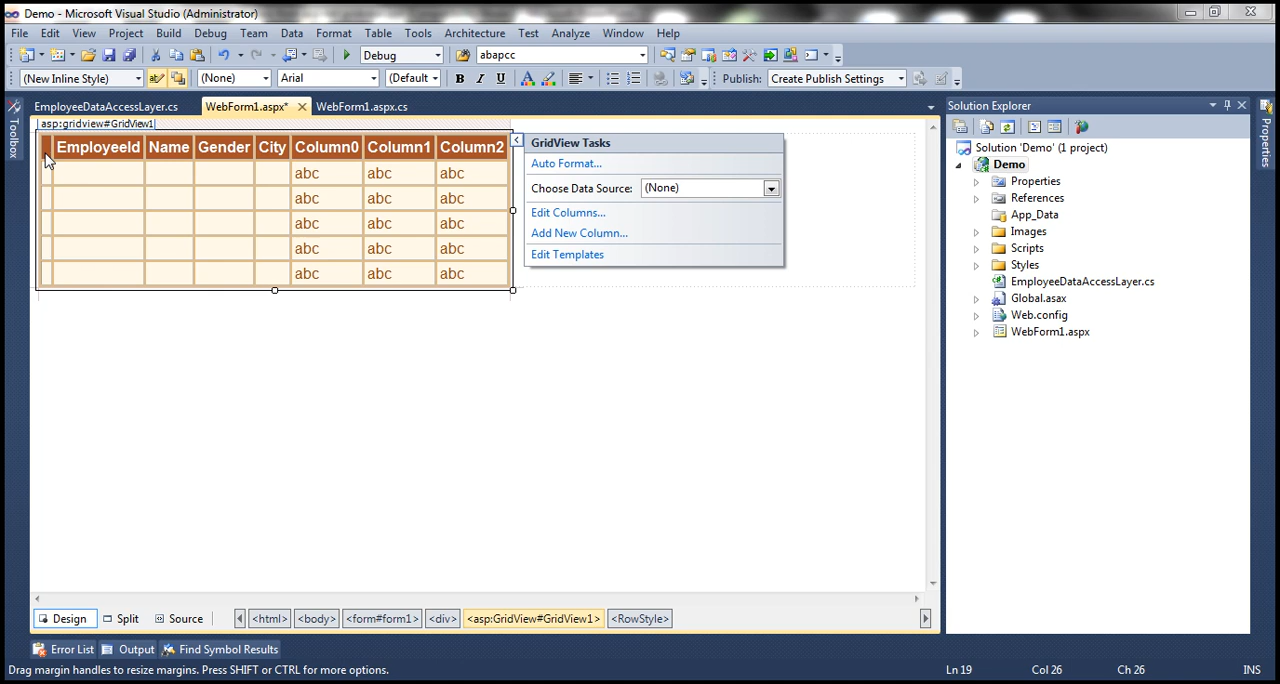 Demo - Microsoft Visual Studio (Administrator)
File Edit View Project Build Debug Team Data Format Table Tools Architecture Test Analyze Window Help
Debug abapcc
(New Inline Style) (None) Arial (Default B I U A Publish: Create Publish Settings
EmployeeDataAccessLayer.cs WebForm1.aspx* WebForm1.aspx.cs
Toolbox
asp:gridview#GridView1
EmployeeId Name Gender City Column0 Column1 Column2
abc abc abc
abc abc abc
abc abc abc
abc abc abc
abc abc abc
GridView Tasks
Auto Format...
Choose Data Source: (None)
Edit Columns...
Add New Column...
Edit Templates
Solution Explorer
Solution 'Demo' (1 project)
Demo
Properties
References
App_Data
Images
Scripts
Styles
EmployeeDataAccessLayer.cs
Global.asax
Web.config
WebForm1.aspx
Properties
Design Split Source <html> <body> <form#form1> <div> <asp:GridView#GridView1> <RowStyle>
Error List Output Find Symbol Results
Drag margin handles to resize margins. Press SHIFT or CTRL for more options. Ln 19 Col 26 Ch 26 INS